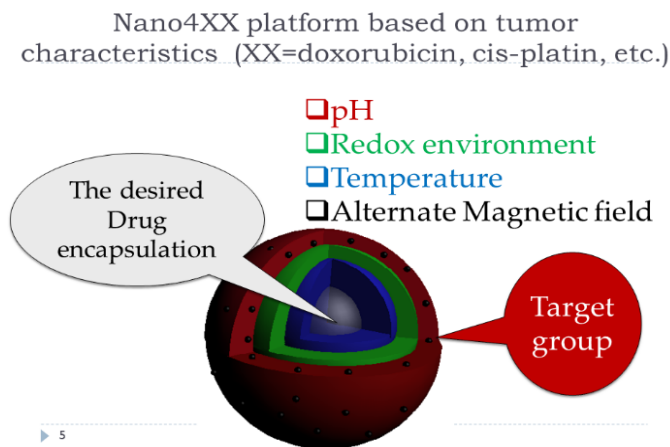 Nano4XX platform based on tumor
characteristics (XX=doxorubicin, cis-platin, etc.)
❑pH
❑Redox environment
❑Temperature
❑Alternate Magnetic field
The desired
Drug
encapsulation
Target
group
5